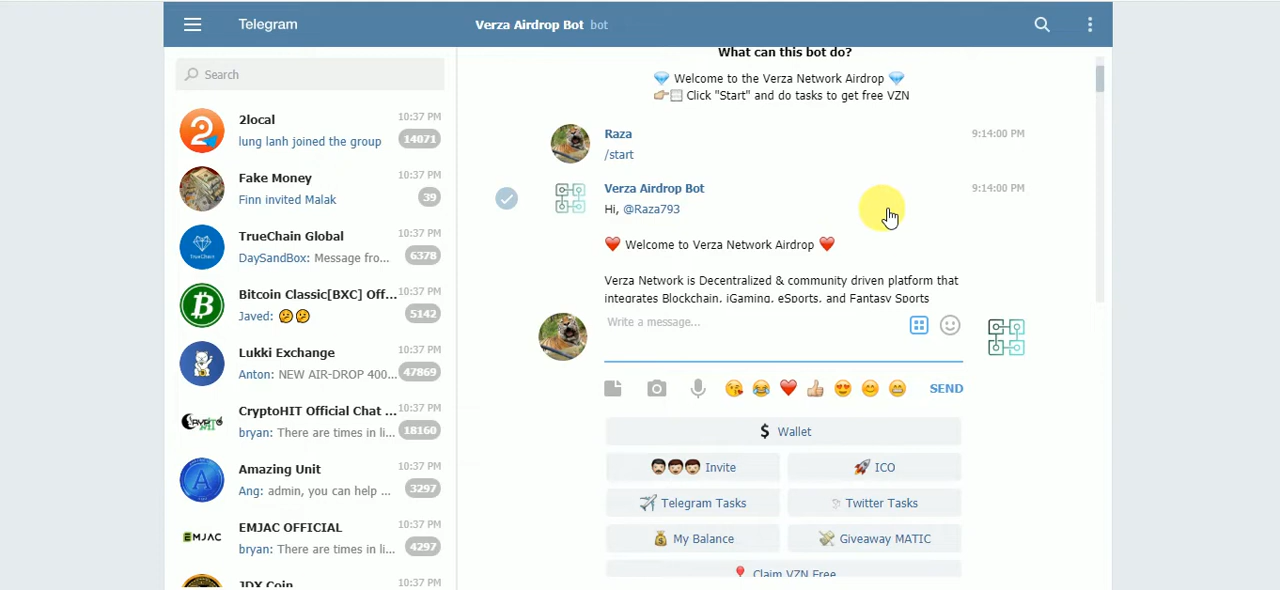 Telegram
Verza Airdrop Bot bot
Search
2local 10:37 PM
lung lanh joined the group 14071
Fake Money 10:37 PM
Finn invited Malak 39
TrueChain Global 10:37 PM
DaySandBox: Message fro... 6378
Bitcoin Classic[BXC] Off... 10:37 PM
Javed: 😕😕 5142
Lukki Exchange 10:37 PM
Anton: NEW AIR-DROP 400... 47869
CryptoHIT Official Chat ... 10:37 PM
bryan: There are times in li... 18160
Amazing Unit 10:37 PM
Ang: admin, you can help ... 3297
EMJAC OFFICIAL 10:37 PM
bryan: There are times in li... 4297
JDX Coin 10:37 PM
What can this bot do?
💎 Welcome to the Verza Network Airdrop 💎
👉🏼 Click "Start" and do tasks to get free VZN
Raza 9:14:00 PM
/start
Verza Airdrop Bot 9:14:00 PM
Hi, @Raza793
❤️ Welcome to Verza Network Airdrop ❤️
Verza Network is Decentralized & community driven platform that
integrates Blockchain, iGaming, eSports, and Fantasy Sports
Write a message...
SEND
💲 Wallet
Invite
🚀 ICO
Telegram Tasks
Twitter Tasks
💰 My Balance
💸 Giveaway MATIC
📍 Claim VZN Free